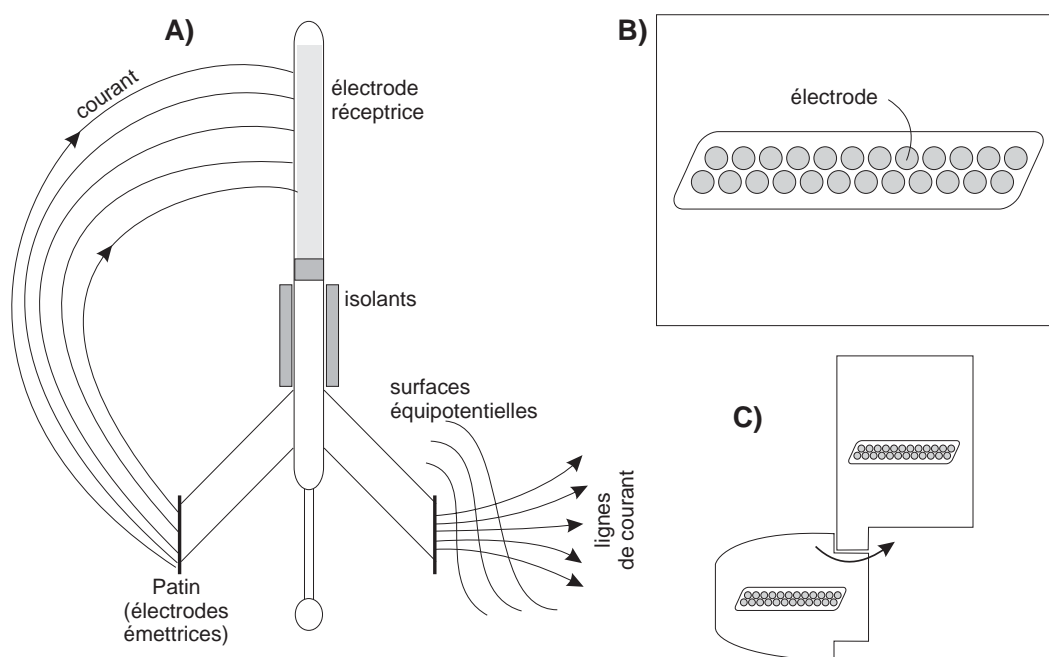 A)
courant
électrode
réceptrice
isolants
surfaces
équipotentielles
lignes
de courant
Patin
(électrodes
émettrices)
B)
électrode
C)